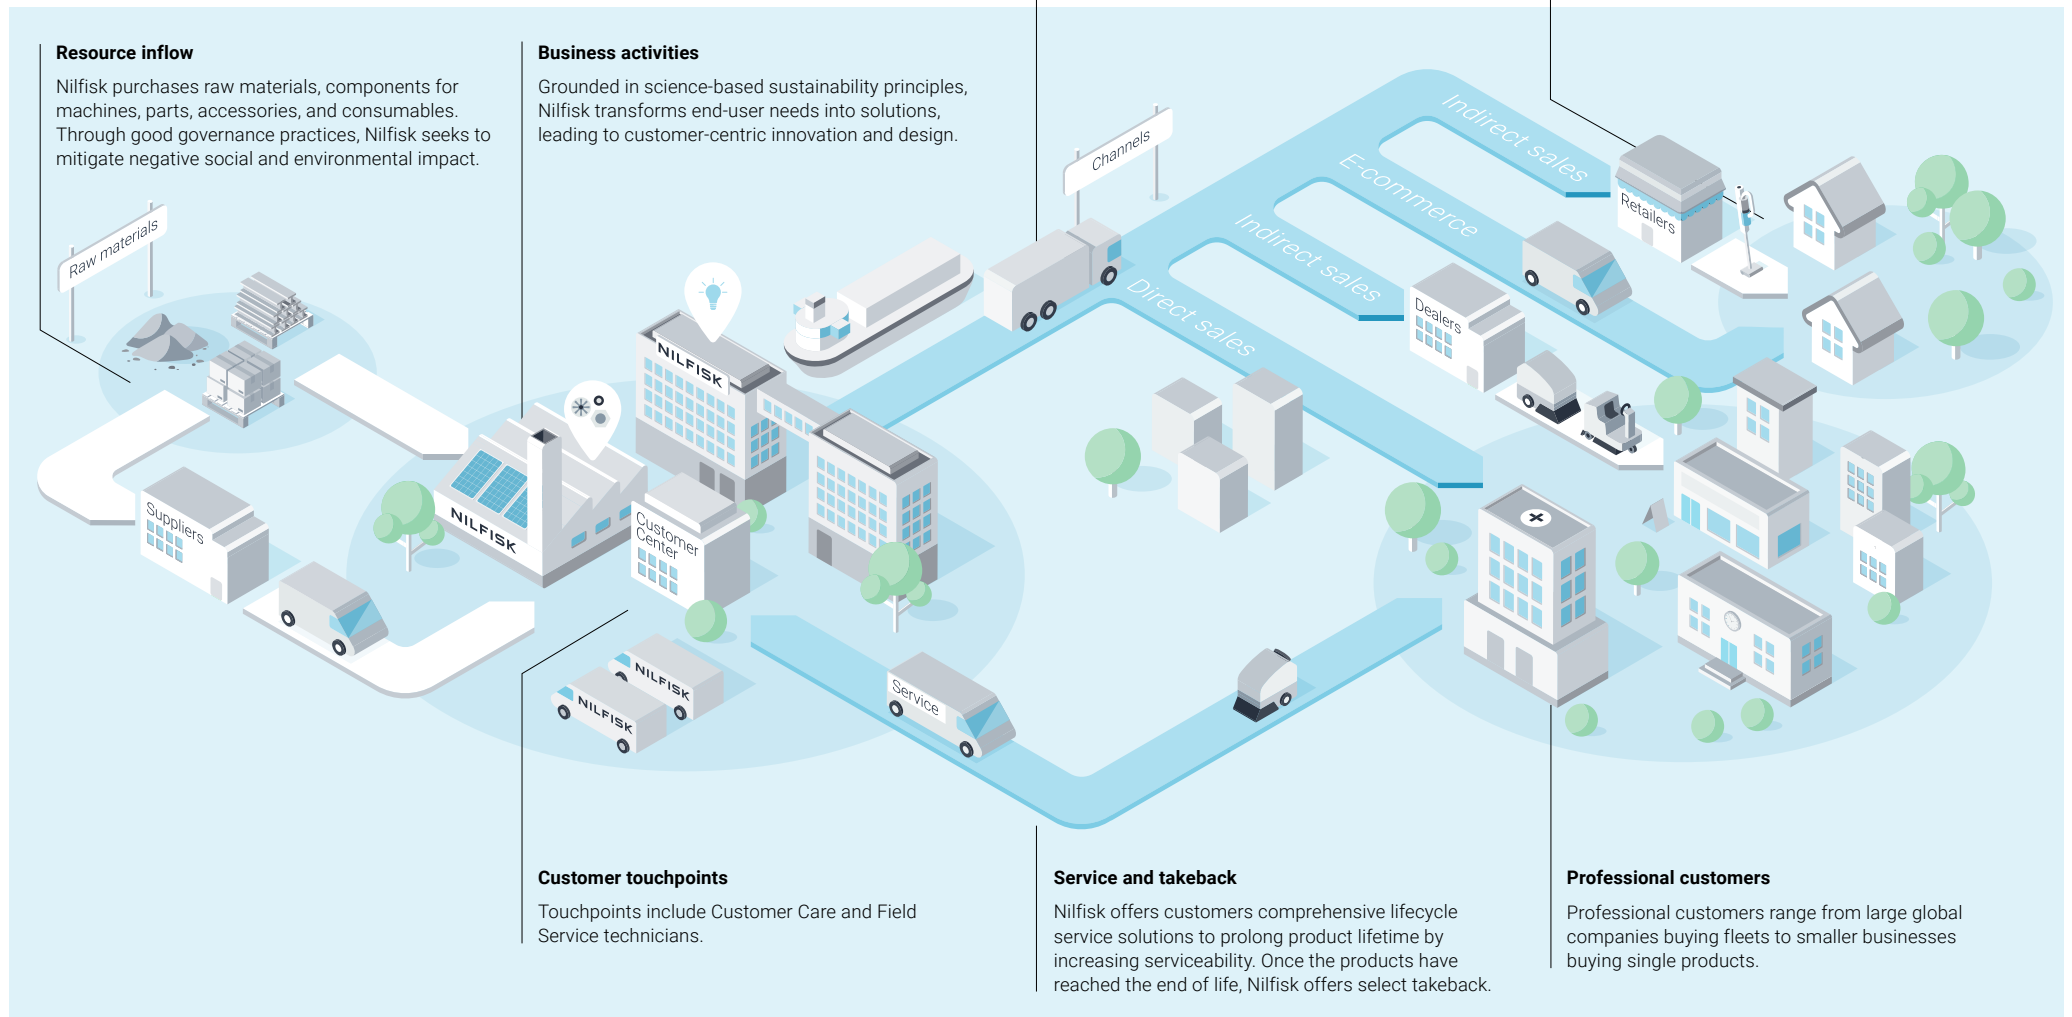 Resource inflow
Nilfisk purchases raw materials, components for
machines, parts, accessories, and consumables.
Through good governance practices, Nilfisk seeks to
mitigate negative social and environmental impact.
Business activities
Grounded in science-based sustainability principles,
Nilfisk transforms end-user needs into solutions,
leading to customer-centric innovation and design.
Raw materials
Channels
Indirect sales
E-commerce
Indirect sales
Direct sales
Retailers
Dealers
NILFISK
NILFISK
Suppliers
Customer
Center
NILFISK
NILFISK
Service
Customer touchpoints
Touchpoints include Customer Care and Field
Service technicians.
Service and takeback
Nilfisk offers customers comprehensive lifecycle
service solutions to prolong product lifetime by
increasing serviceability. Once the products have
reached the end of life, Nilfisk offers select takeback.
Professional customers
Professional customers range from large global
companies buying fleets to smaller businesses
buying single products.